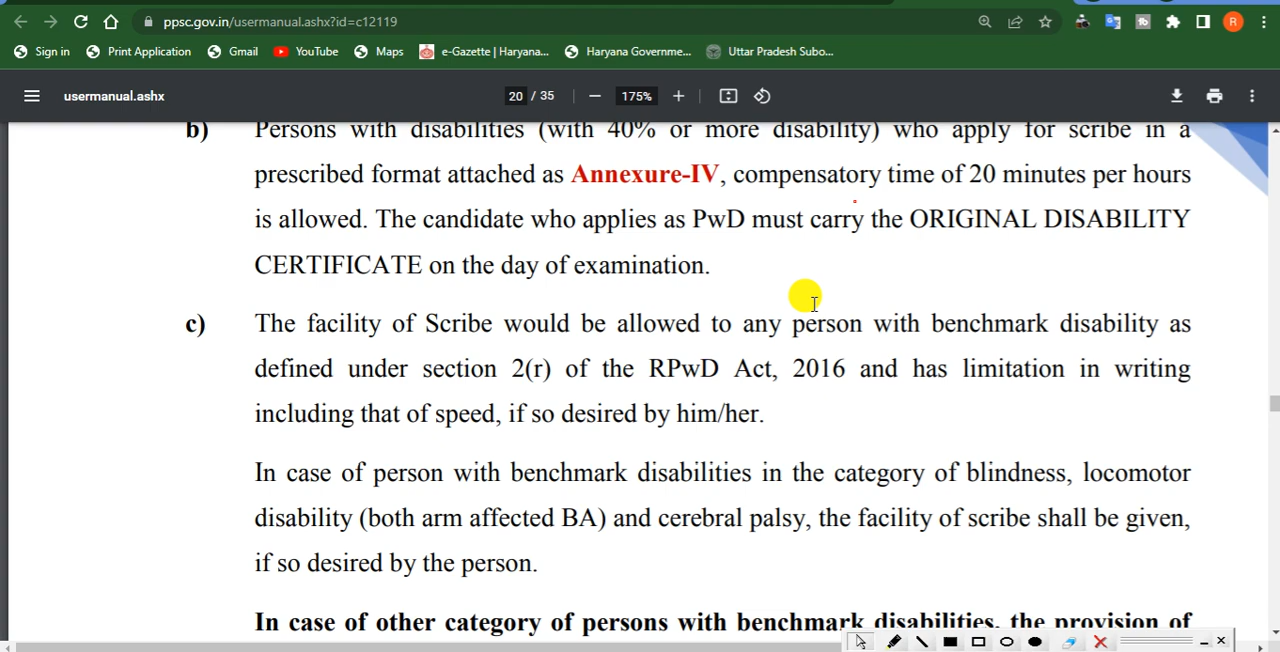 ppsc.gov.in/usermanual.ashx?id=c12119
R
Sign in Print Application Gmail YouTube Maps e-Gazette | Haryana... Haryana Governme... Uttar Pradesh Subo...
usermanual.ashx 20 / 35 175%
b) Persons with disabilities (with 40% or more disability) who apply for scribe in a
prescribed format attached as Annexure-IV, compensatory time of 20 minutes per hours
is allowed. The candidate who applies as PwD must carry the ORIGINAL DISABILITY
CERTIFICATE on the day of examination.
c) The facility of Scribe would be allowed to any person with benchmark disability as
defined under section 2(r) of the RPwD Act, 2016 and has limitation in writing
including that of speed, if so desired by him/her.
In case of person with benchmark disabilities in the category of blindness, locomotor
disability (both arm affected BA) and cerebral palsy, the facility of scribe shall be given,
if so desired by the person.
In case of other category of persons with benchmark disabilities, the provision of